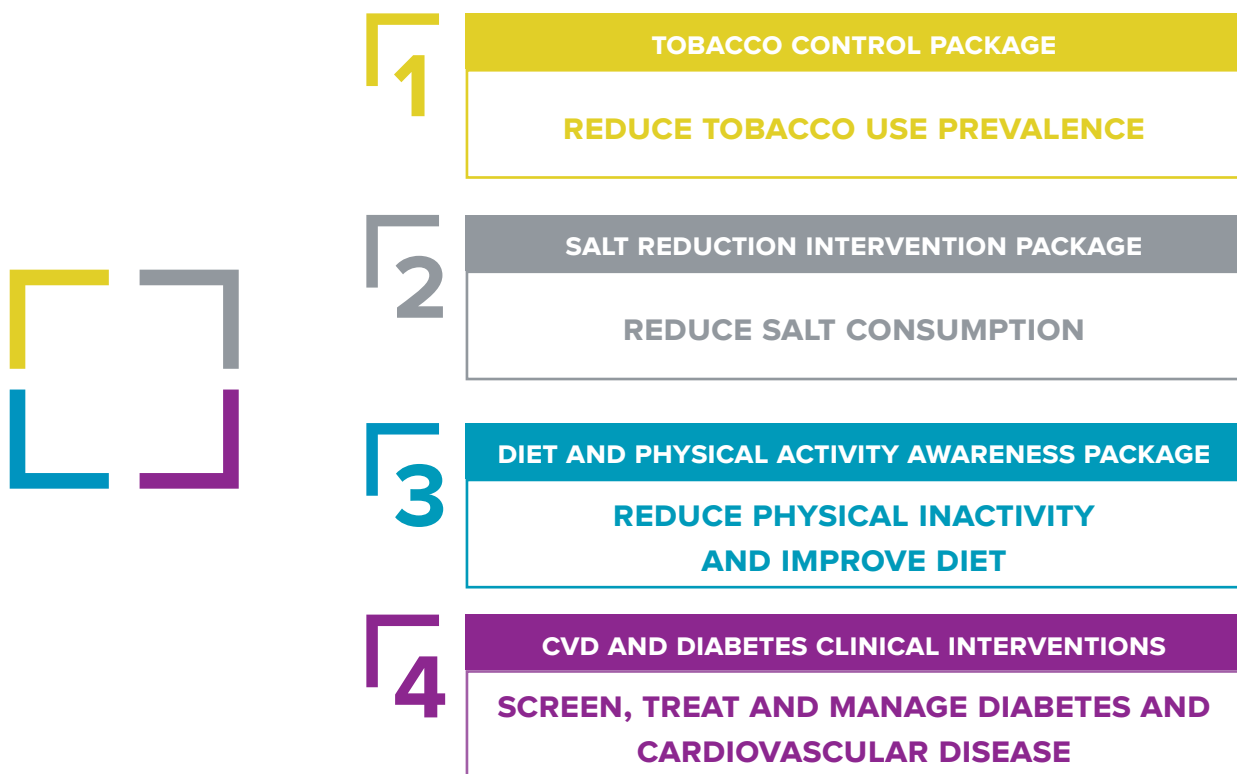 1
TOBACCO CONTROL PACKAGE
REDUCE TOBACCO USE PREVALENCE
2
SALT REDUCTION INTERVENTION PACKAGE
REDUCE SALT CONSUMPTION
3
DIET AND PHYSICAL ACTIVITY AWARENESS PACKAGE
REDUCE PHYSICAL INACTIVITY
AND IMPROVE DIET
4
CVD AND DIABETES CLINICAL INTERVENTIONS
SCREEN, TREAT AND MANAGE DIABETES AND
CARDIOVASCULAR DISEASE